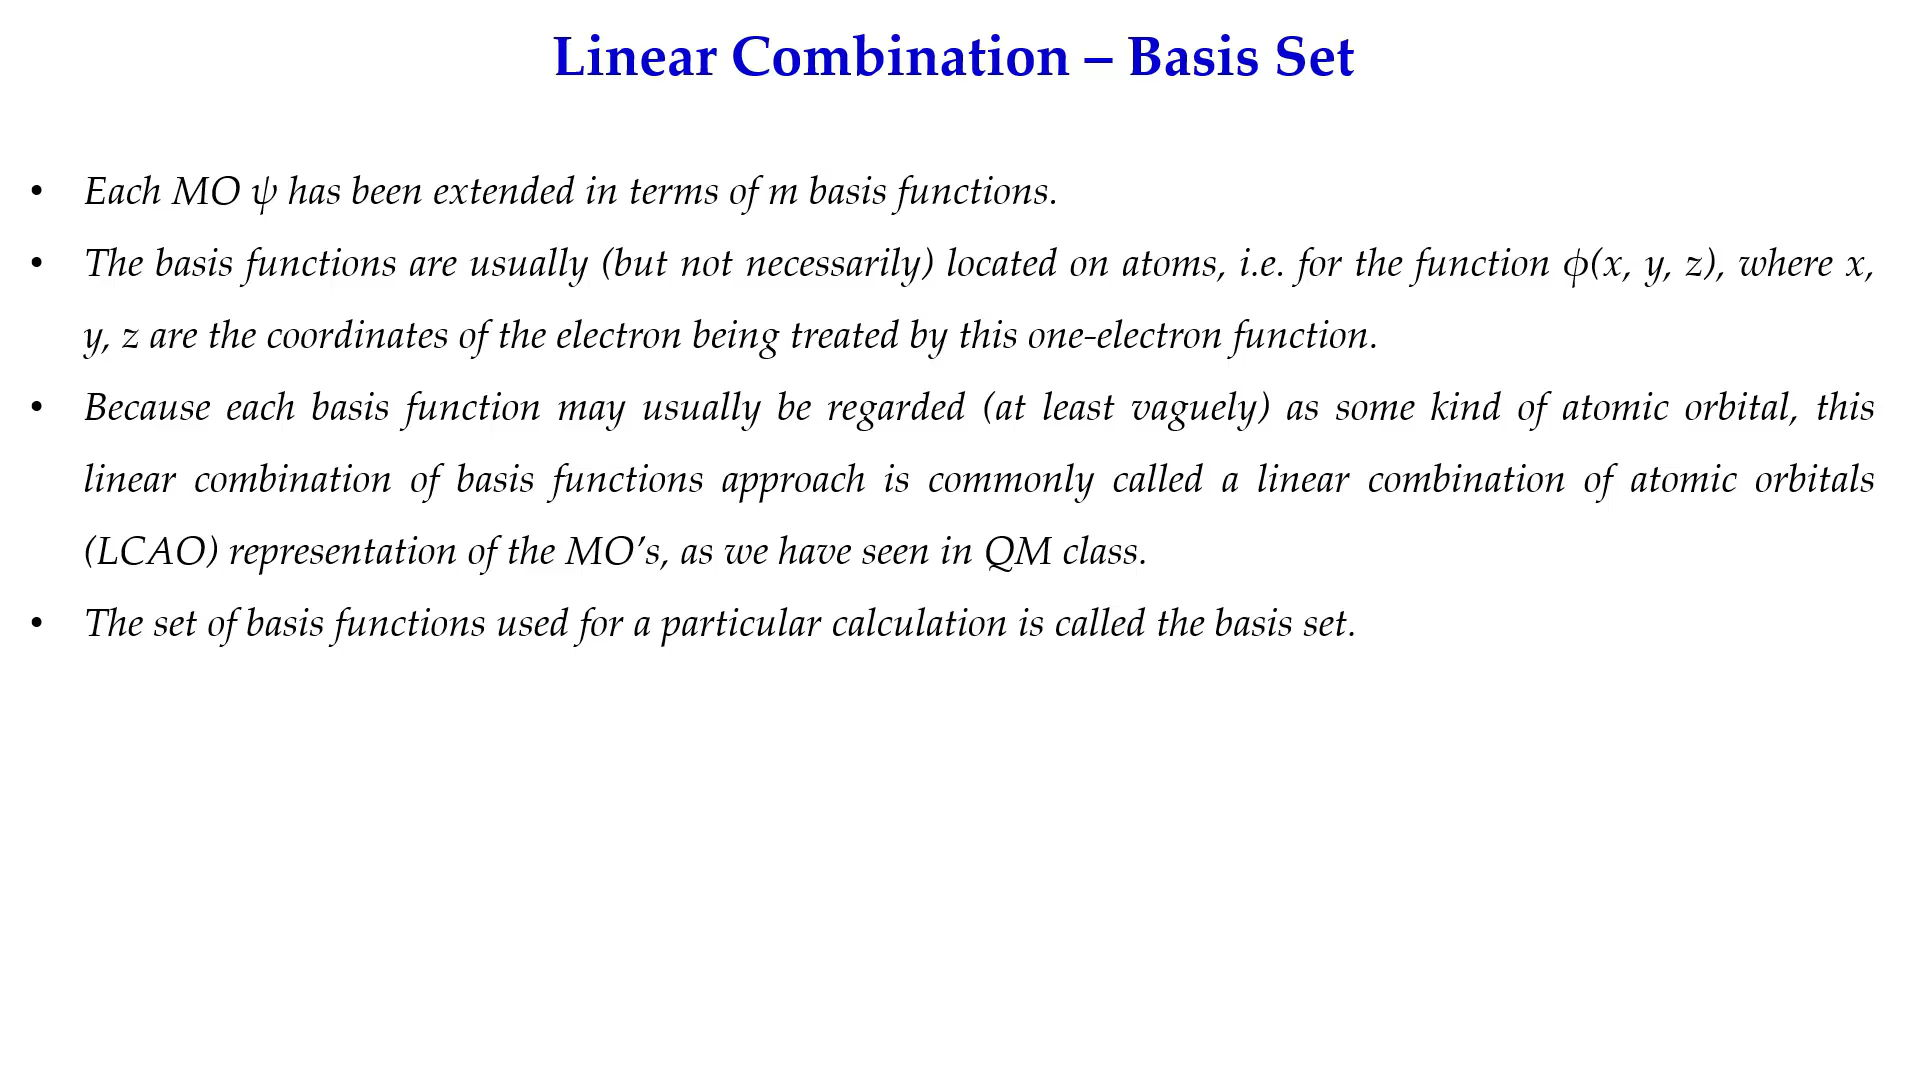 Linear Combination – Basis Set
• Each MO ψ has been extended in terms of m basis functions.
• The basis functions are usually (but not necessarily) located on atoms, i.e. for the function ϕ(x, y, z), where x,
y, z are the coordinates of the electron being treated by this one-electron function.
• Because each basis function may usually be regarded (at least vaguely) as some kind of atomic orbital, this
linear combination of basis functions approach is commonly called a linear combination of atomic orbitals
(LCAO) representation of the MO’s, as we have seen in QM class.
• The set of basis functions used for a particular calculation is called the basis set.